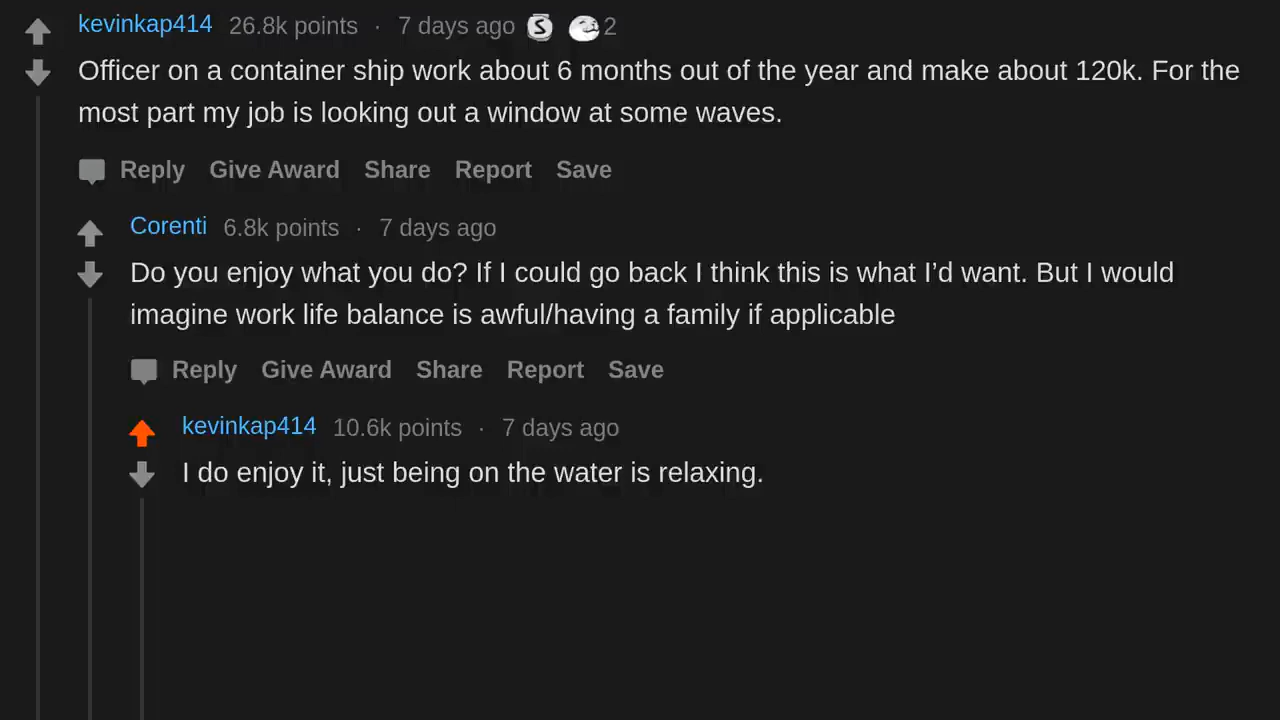 kevinkap414 26.8k points · 7 days ago S 2
Officer on a container ship work about 6 months out of the year and make about 120k. For the
most part my job is looking out a window at some waves.
Reply Give Award Share Report Save
Corenti 6.8k points · 7 days ago
Do you enjoy what you do? If I could go back I think this is what I’d want. But I would
imagine work life balance is awful/having a family if applicable
Reply Give Award Share Report Save
kevinkap414 10.6k points · 7 days ago
I do enjoy it, just being on the water is relaxing.